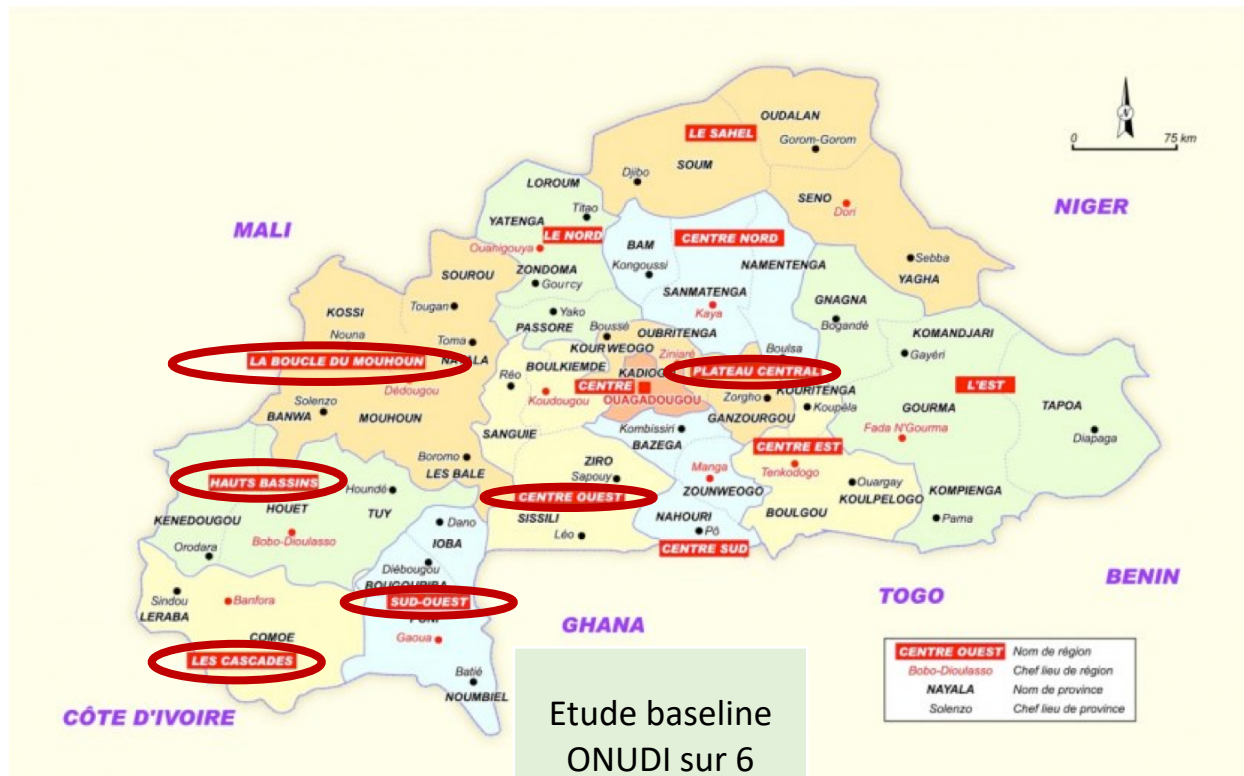 OUDALAN
LE SAHEL
Gorom-Gorom
N
0 75 km
SOUM
Djibo
LOROUM
SENO
NIGER
Titao
Dori
YATENGA
MALI
LE NORD
CENTRE NORD
Ouahigouya
BAM
Sebba
Kongoussi
NAMENTENGA
ZONDOMA
SOUROU
YAGHA
Gourcy
SANMATENGA
GNAGNA
Tougan
KOSSI
Kaya
Yako
Bogandé
KOMANDJARI
PASSORE
Boussé
OUBRITENGA
Nouna
Toma
KOURWEOGO
Boulsa
Gayéri
LA BOUCLE DU MOUHOUN
NAYALA
BOULKIEMDE
Ziniaré
KADIOGO
PLATEAU CENTRAL
Réo
CENTRE
L'EST
Dédougou
Koudougou
OUAGADOUGOU
Zorgho
KOURITENGA
Koupèla
Solenzo
GOURMA
TAPOA
BANWA
MOUHOUN
GANZOURGOU
Kombissiri
Fada N'Gourma
Diapaga
SANGUIE
BAZEGA
CENTRE EST
Boromo
ZIRO
Tenkodogo
LES BALE
Sapouy
Manga
HAUTS BASSINS
Houndé
Ouargay
CENTRE OUEST
ZOUNWEOGO
KOULPELOGO
KOMPIENGA
HOUET
TUY
BOULGOU
KENEDOUGOU
SISSILI
NAHOURI
Pama
Dano
Bobo-Dioulasso
Léo
Pô
IOBA
CENTRE SUD
Orodara
Diébougou
BENIN
BOUGOURIBA
Sindou
Banfora
TOGO
SUD-OUEST
LERABA
PONI
GHANA
COMOE
Gaoua
LES CASCADES
Batié
NOUMBIEL
CENTRE OUEST Nom de région
Bobo-Dioulasso Chef lieu de région
NAYALA Nom de province
Solenzo Chef lieu de province
CÔTE D'IVOIRE
Etude baseline
ONUDI sur 6